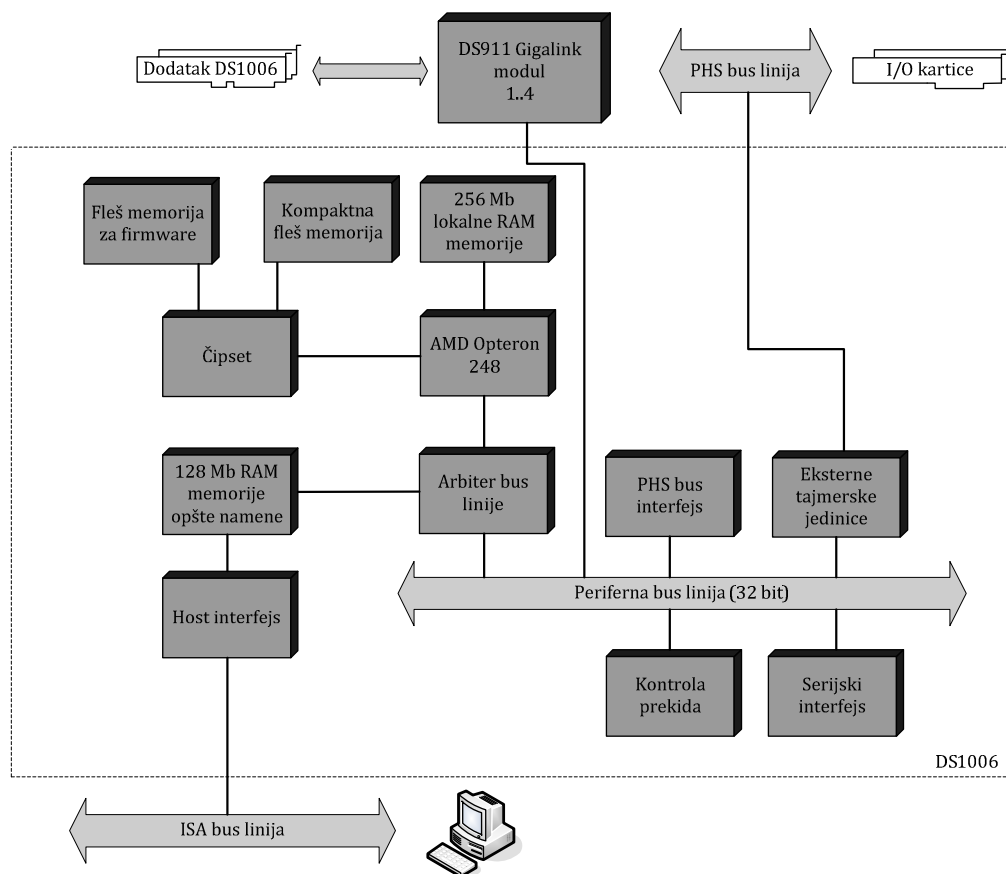 Dodatak DS1006
DS911 Gigalink
modul
1..4
PHS bus linija
I/O kartice
Fleš memorija
za firmware
Kompaktna
fleš memorija
256 Mb
lokalne RAM
memorije
Čipset
AMD Opteron
248
128 Mb RAM
memorije
opšte namene
Arbiter bus
linije
PHS bus
interfejs
Eksterne
tajmerske
jedinice
Host interfejs
Periferna bus linija (32 bit)
Kontrola
prekida
Serijski
interfejs
DS1006
ISA bus linija